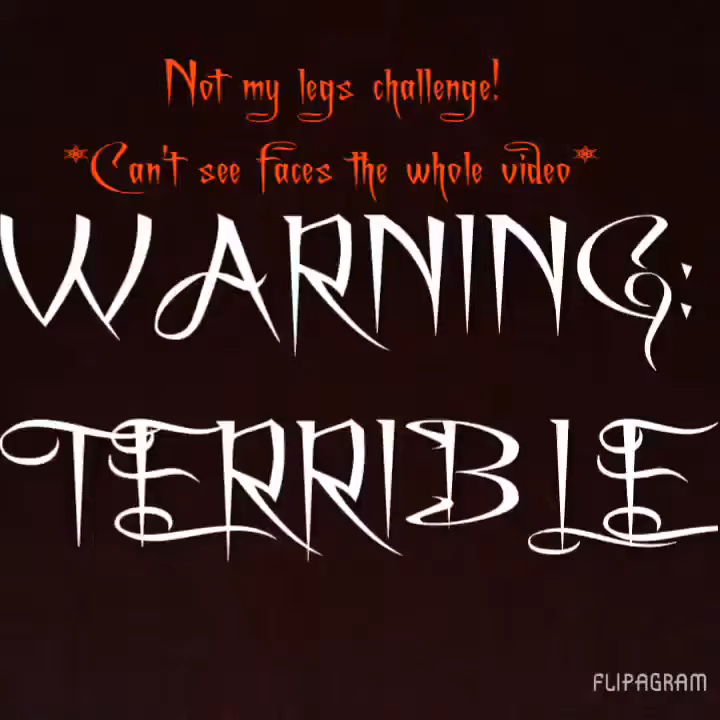 Not my legs challenge!
*Can't see faces the whole video*
WARNING:
TERRIBLE
FLIPAGRAM